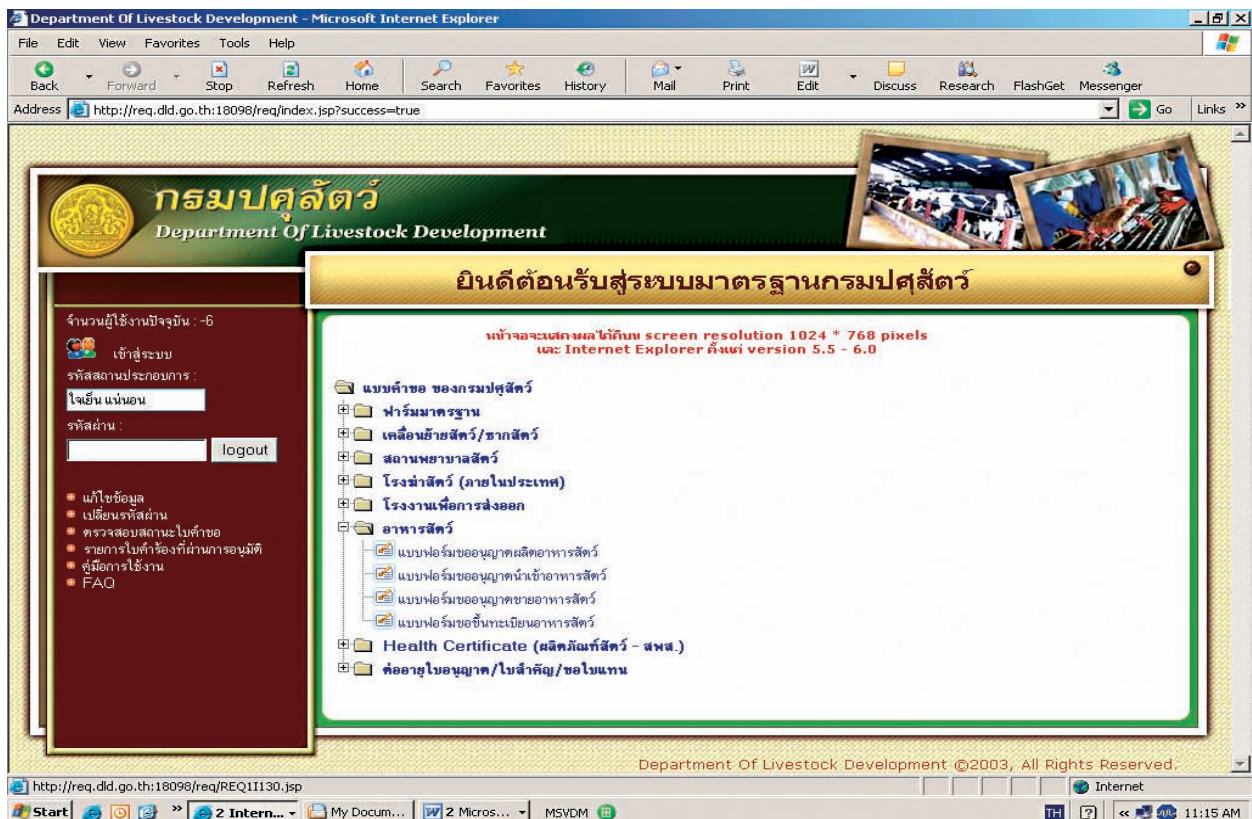 Department Of Livestock Development - Microsoft Internet Explorer
File Edit View Favorites Tools Help
Back Forward Stop Refresh Home Search Favorites History Mail Print Edit Discuss Research FlashGet Messenger
Address http://req.dld.go.th:18098/req/index.jsp?success=true Go Links »
กรมปศุสัตว์
Department Of Livestock Development
ยินดีต้อนรับสู่ระบบมาตรฐานกรมปศุสัตว์
จำนวนผู้ใช้งานปัจจุบัน : -6
เข้าสู่ระบบ
รหัสสถานประกอบการ :
ใจเย็น แน่นอน
รหัสผ่าน :
logout
แก้ไขข้อมูล
เปลี่ยนรหัสผ่าน
ตรวจสอบสถานะใบคำขอ
รายการใบคำร้องที่ผ่านการอนุมัติ
คู่มือการใช้งาน
FAQ
หน้าจอจะแสดงผลได้ดีบน screen resolution 1024 * 768 pixels
และ Internet Explorer ตั้งแต่ version 5.5 - 6.0
แบบคำขอ ของกรมปศุสัตว์
ฟาร์มมาตรฐาน
เคลื่อนย้ายสัตว์/ซากสัตว์
สถานพยาบาลสัตว์
โรงฆ่าสัตว์ (ภายในประเทศ)
โรงงานเพื่อการส่งออก
อาหารสัตว์
แบบฟอร์มขออนุญาตผลิตอาหารสัตว์
แบบฟอร์มขออนุญาตนำเข้าอาหารสัตว์
แบบฟอร์มขออนุญาตขายอาหารสัตว์
แบบฟอร์มขอขึ้นทะเบียนอาหารสัตว์
Health Certificate (ผลิตภัณฑ์สัตว์ - สพส.)
ต่ออายุใบอนุญาต/ใบสำคัญ/ขอใบแทน
Department Of Livestock Development ©2003, All Rights Reserved.
http://req.dld.go.th:18098/req/REQ1I130.jsp Internet
Start » 2 Intern... My Docum... 2 Micros... MSVDM TH ? « 11:15 AM